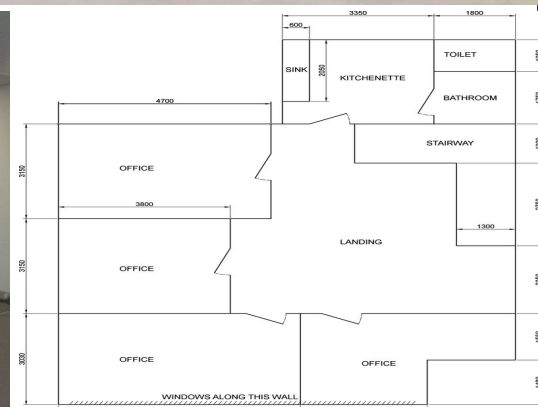 3350
1800
600
TOILET
SINK
2050
KITCHENETTE
BATHROOM
4700
STAIRWAY
3150
OFFICE
3800
1300
LANDING
3150
OFFICE
3030
OFFICE
OFFICE
WINDOWS ALONG THIS WALL